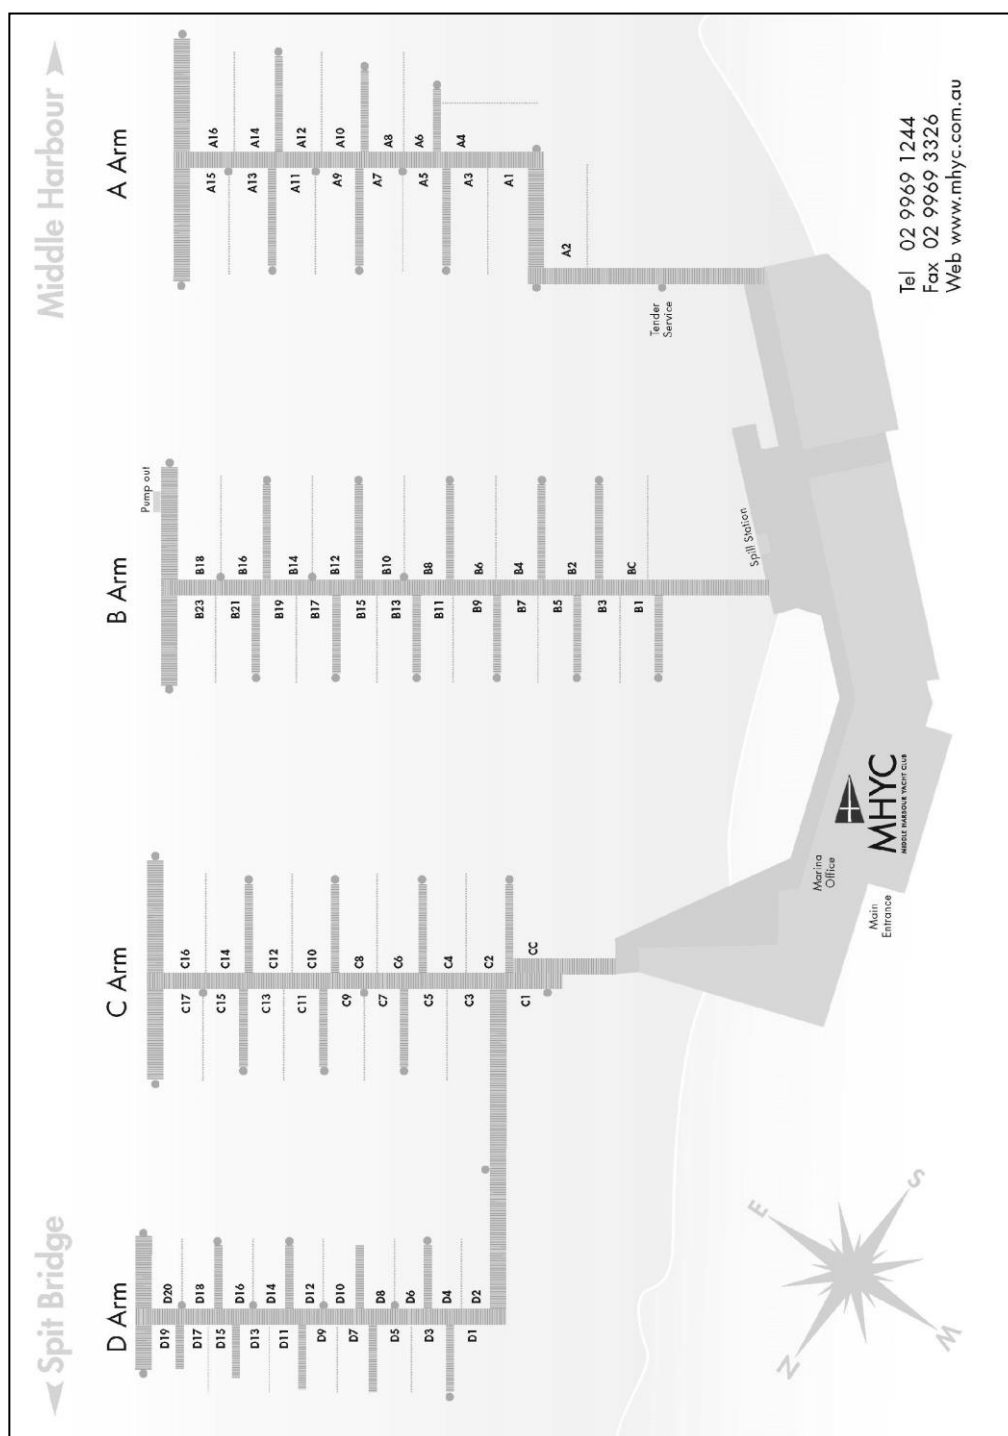 Spit Bridge
Middle Harbour
D Arm
C Arm
B Arm
A Arm
D19
D20
D17
D18
D15
D16
D13
D14
D11
D12
D9
D10
D7
D8
D5
D6
D3
D4
D1
D2
C17
C16
C15
C14
C13
C12
C11
C10
C9
C8
C7
C6
C5
C4
C3
C2
C1
CC
Pump out
B23
B18
B21
B16
B19
B14
B17
B12
B15
B10
B13
B8
B11
B6
B9
B4
B7
B2
B5
BC
B3
B1
A15
A16
A13
A14
A11
A12
A9
A10
A7
A8
A5
A6
A3
A4
A1
A2
Tender
Service
Spill Station
Marina
Office
Main
Entrance
MHYC
MIDDLE HARBOUR YACHT CLUB
N
E
S
W
Tel 02 9969 1244
Fax 02 9969 3326
Web www.mhyc.com.au